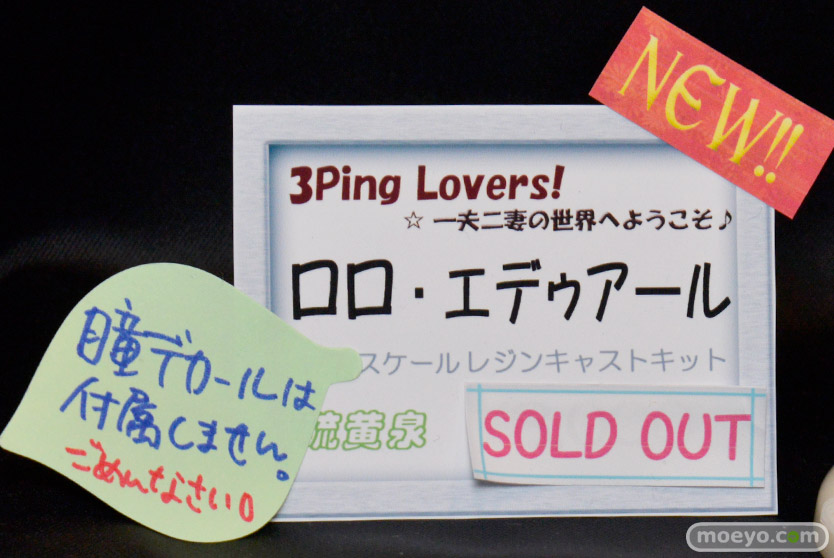 NEW!!
3Ping Lovers!
☆ 一夫二妻の世界へようこそ♪
ロロ・エデゥアール
スケールレジンキャストキット
硫黄泉
SOLD OUT
瞳デカールは
付属しません。
ごめんなさい。
moeyo.com